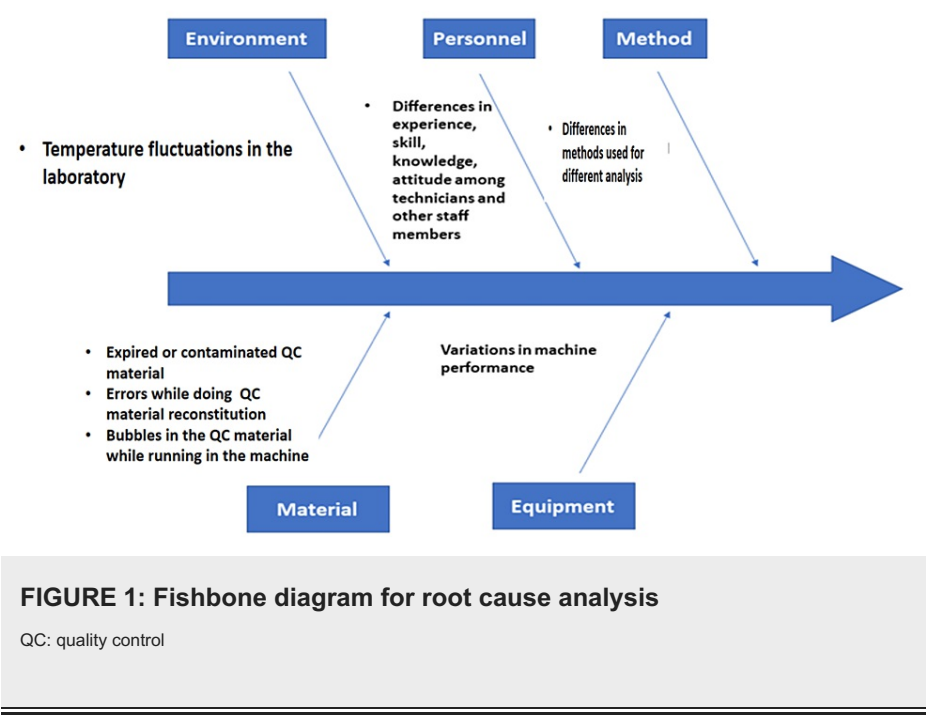 Environment
Personnel
Method
• Temperature fluctuations in the
laboratory
• Differences in
experience,
skill,
knowledge,
attitude among
technicians and
other staff
members
• Differences in
methods used for
different analysis
• Expired or contaminated QC
material
• Errors while doing QC
material reconstitution
• Bubbles in the QC material
while running in the machine
Variations in machine
performance
Material
Equipment
FIGURE 1: Fishbone diagram for root cause analysis
QC: quality control